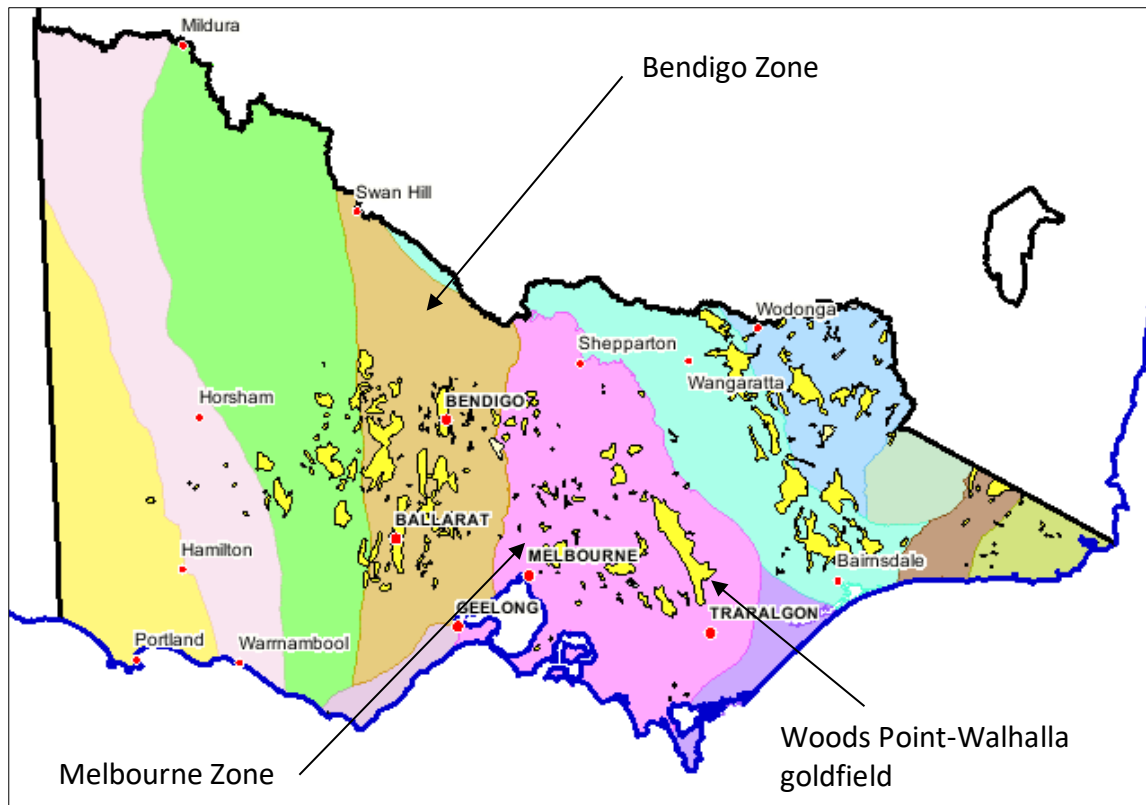 Mildura
Bendigo Zone
Swan Hill
Wodonga
Shepparton
Wangaratta
Horsham
BENDIGO
BALLARAT
MELBOURNE
Hamilton
Bairnsdale
GEELONG
TRARALGON
Portland
Warrnambool
Woods Point-Walhalla
goldfield
Melbourne Zone